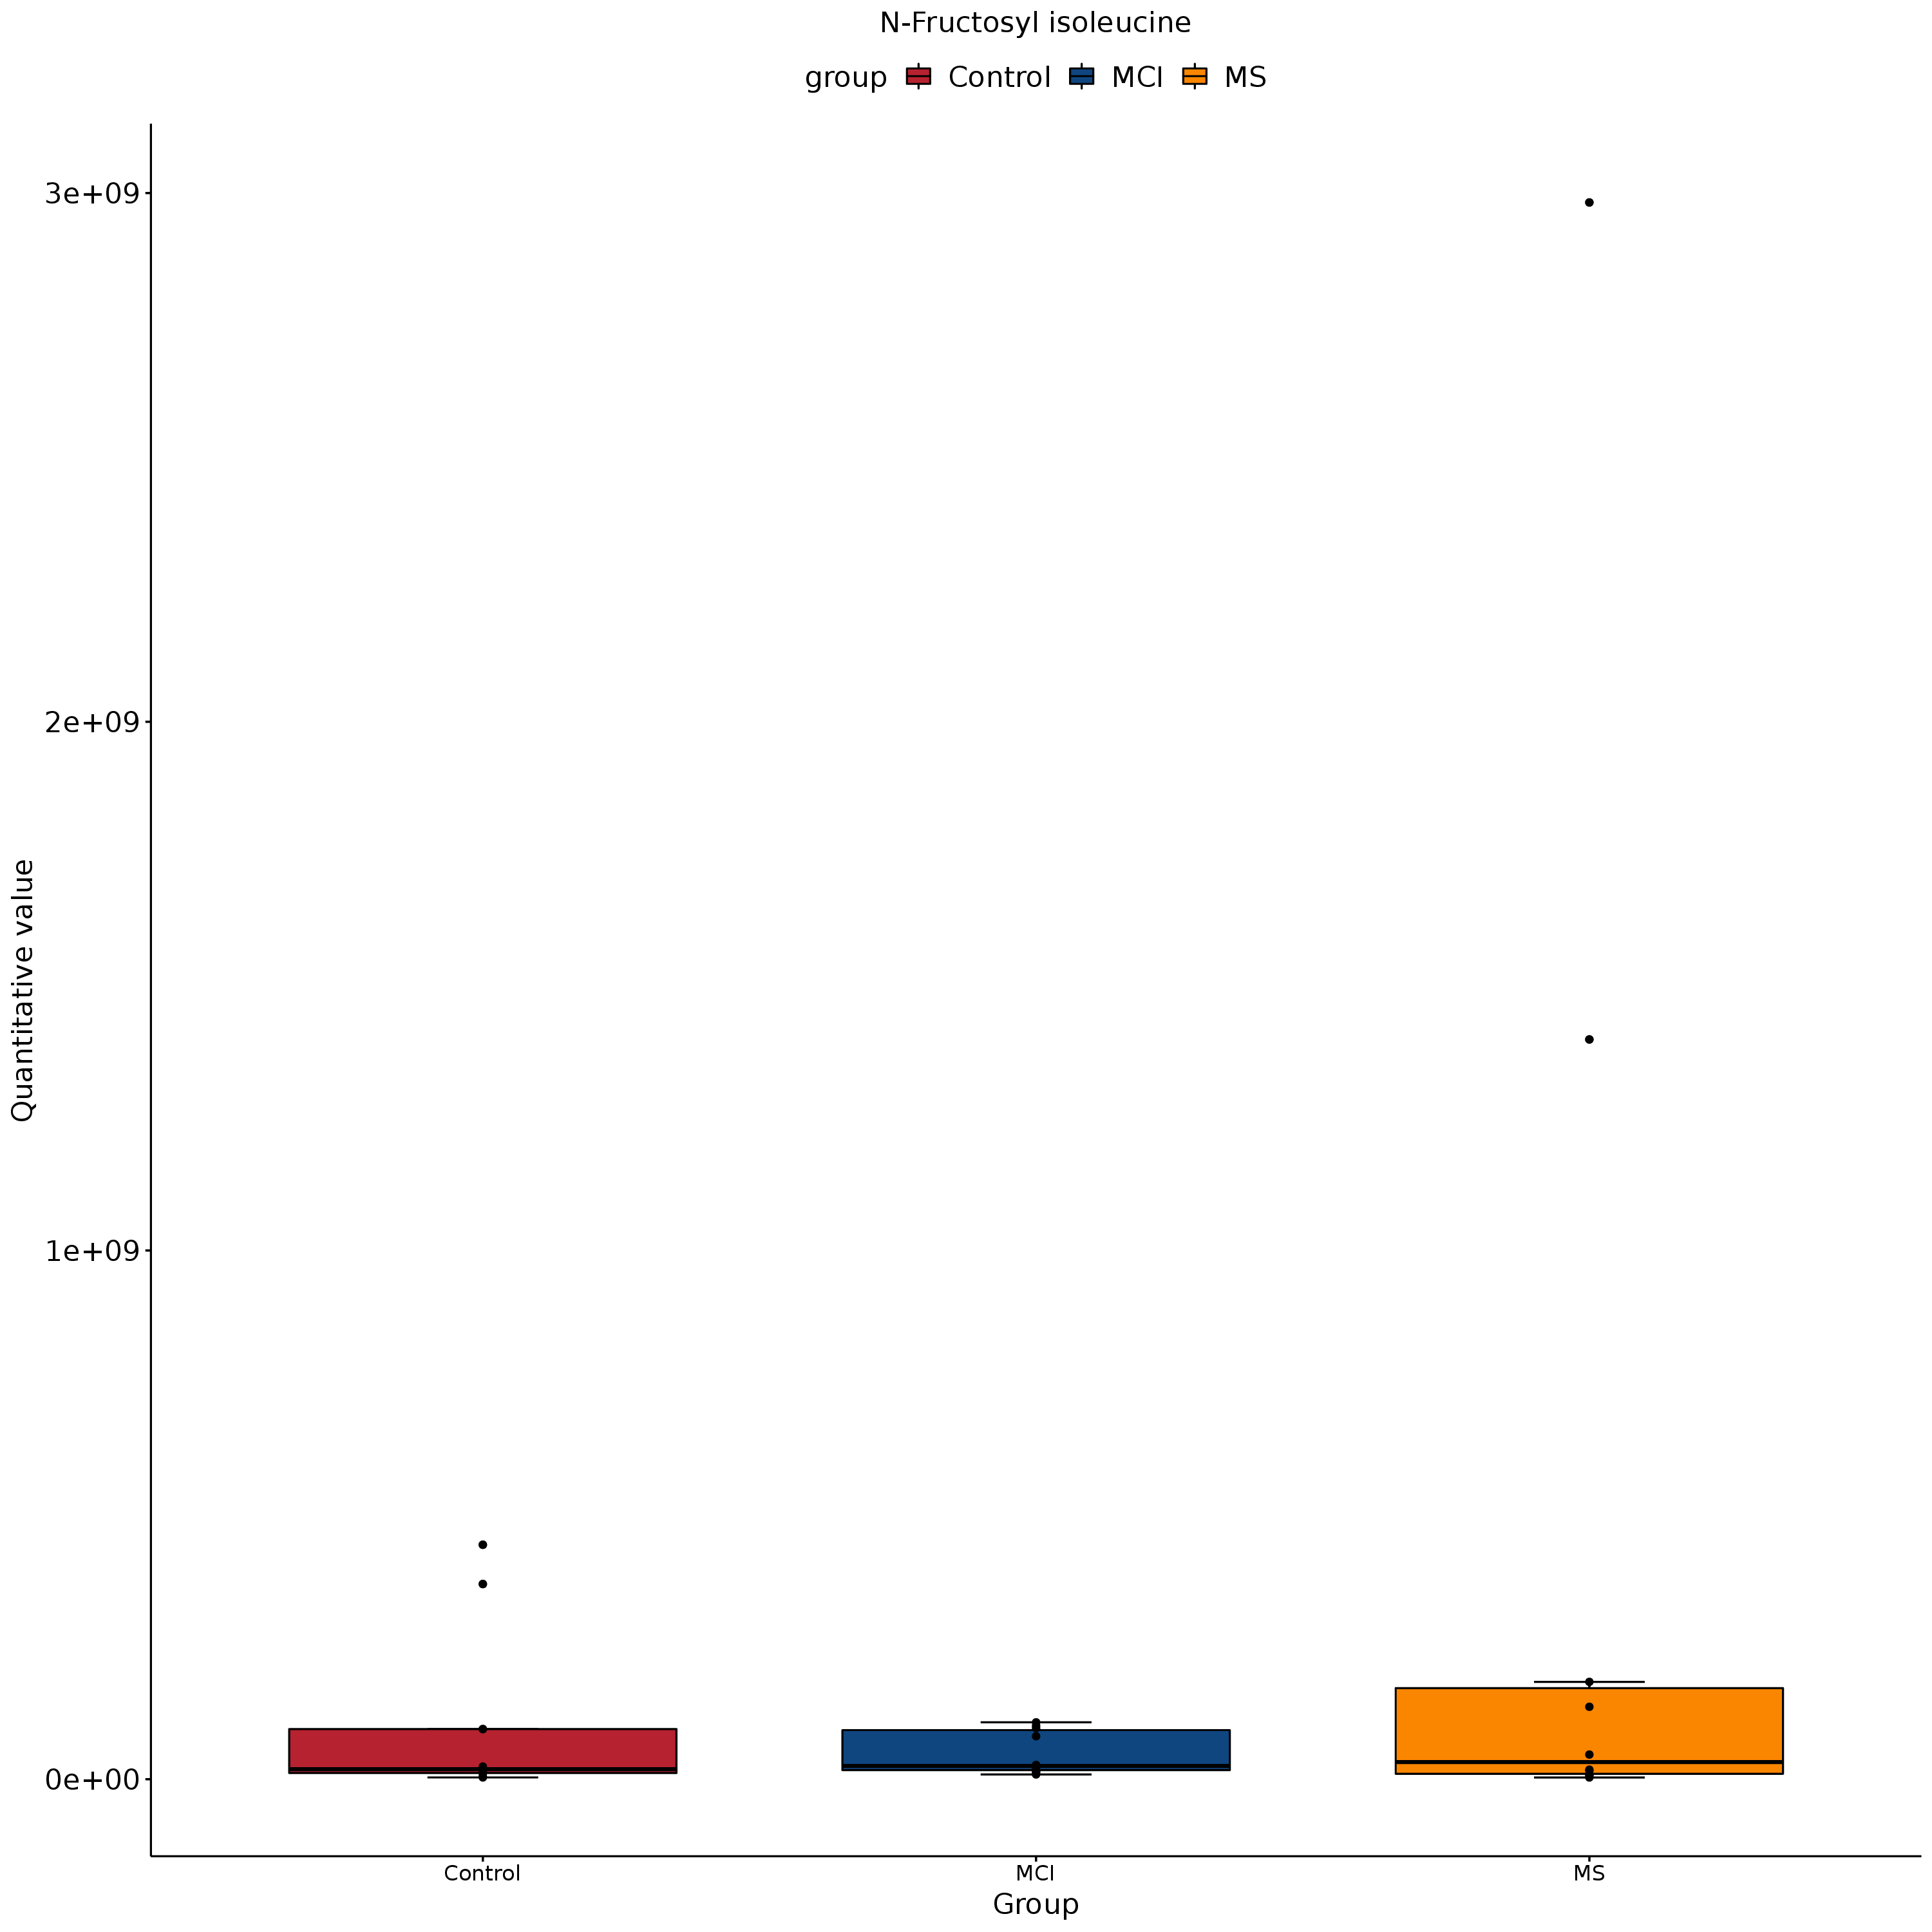 N-Fructosyl isoleucine
group Control MCI MS
3e+09
2e+09
1e+09
0e+00
Quantitative value
Control MCI MS
Group